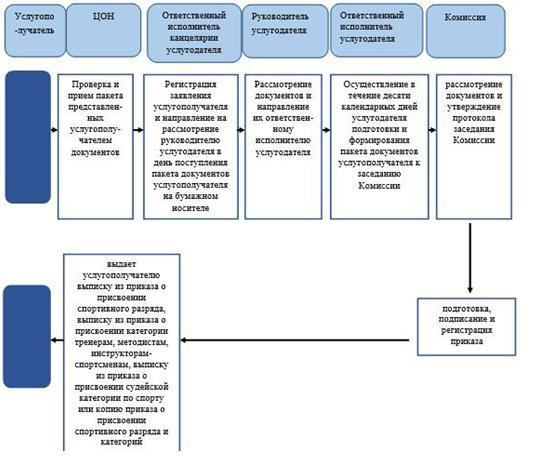 Услугопо
-лучатель
ЦОН
Ответственный
исполнитель
канцелярии
услугодателя
Руководитель
услугодателя
Ответственный
исполнитель
услугодателя
Комиссия
Проверка и
прием пакета
представлен-
ных
услугополу-
чателем
документов
Регистрация
заявления
услугополучателя
и направление на
рассмотрение
руководителю
услугодателя в
день поступления
пакета документов
услугополучателя
на бумажном
носителе
Рассмотрение
документов и
направление
их ответствен-
ному
исполнителю
услугодателя
Осуществление в
течение десяти
календарных дней
услугодателя
подготовки и
формирования
пакета документов
услугополучателя к
заседанию
Комиссии
рассмотрение
документов и
утверждение
протокола
заседания
Комиссии
выдает
услугополучателю
выписку из приказа о
присвоении
спортивного разряда,
выписку из приказа о
присвоении категории
тренерам, методистам,
инструкторам-
спортсменам, выписку
из приказа о
присвоении судейской
категории по спорту
или копию приказа о
присвоении
спортивного разряда и
категорий
подготовка,
подписание и
регистрация
приказа